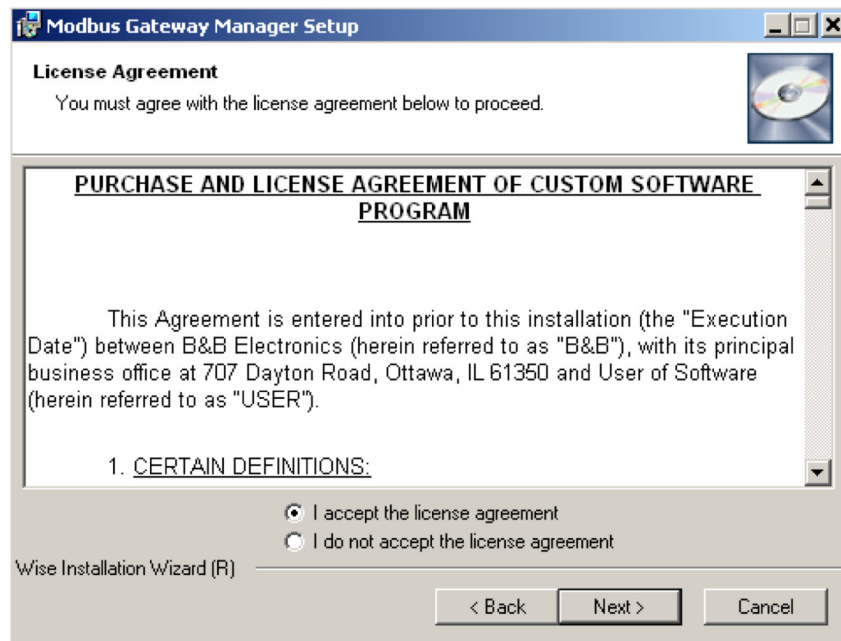 Modbus Gateway Manager Setup
License Agreement
You must agree with the license agreement below to proceed.
PURCHASE AND LICENSE AGREEMENT OF CUSTOM SOFTWARE
PROGRAM
This Agreement is entered into prior to this installation (the "Execution
Date") between B&B Electronics (herein referred to as "B&B"), with its principal
business office at 707 Dayton Road, Ottawa, IL 61350 and User of Software
(herein referred to as "USER").
1. CERTAIN DEFINITIONS:
I accept the license agreement
I do not accept the license agreement
Wise Installation Wizard (R)
< Back Next > Cancel